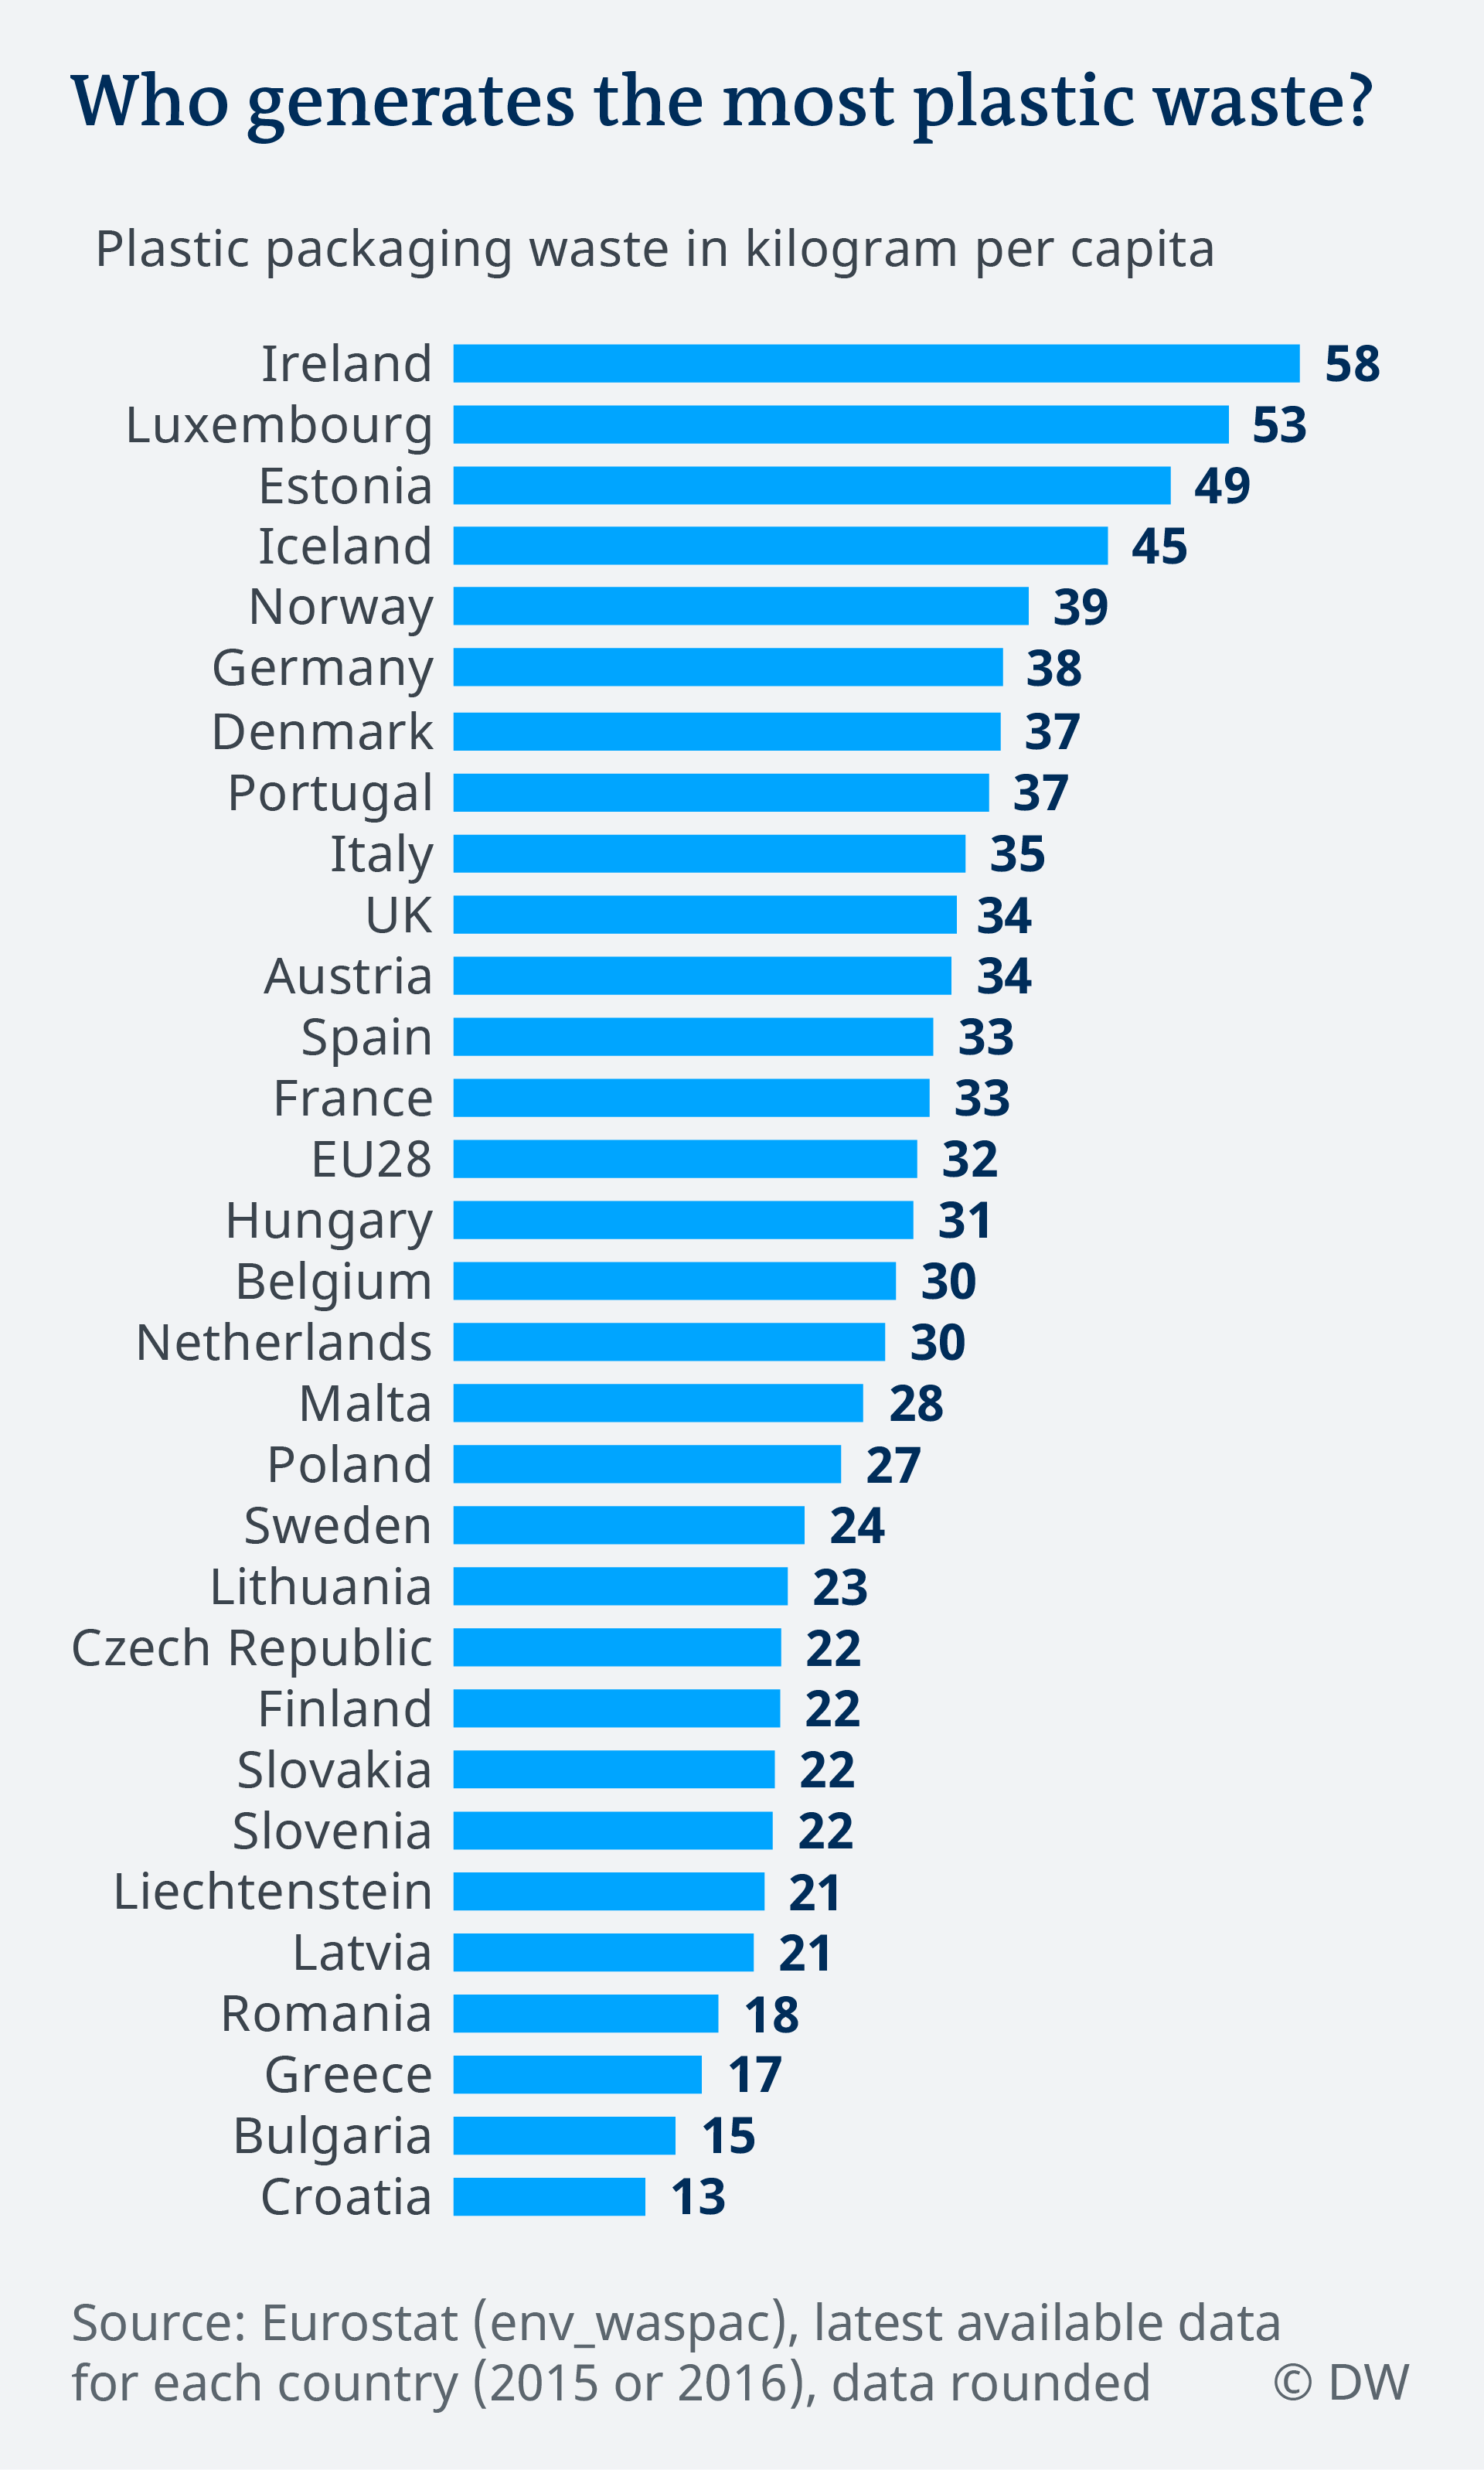 Who generates the most plastic waste?
Plastic packaging waste in kilogram per capita
Ireland 58
Luxembourg 53
Estonia 49
Iceland 45
Norway 39
Germany 38
Denmark 37
Portugal 37
Italy 35
UK 34
Austria 34
Spain 33
France 33
EU28 32
Hungary 31
Belgium 30
Netherlands 30
Malta 28
Poland 27
Sweden 24
Lithuania 23
Czech Republic 22
Finland 22
Slovakia 22
Slovenia 22
Liechtenstein 21
Latvia 21
Romania 18
Greece 17
Bulgaria 15
Croatia 13
Source: Eurostat (env_waspac), latest available data
for each country (2015 or 2016), data rounded © DW